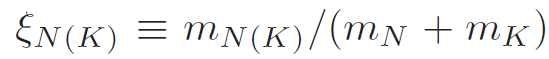 ξ_{N(K)} ≡ m_{N(K)}/(m_N + m_K)